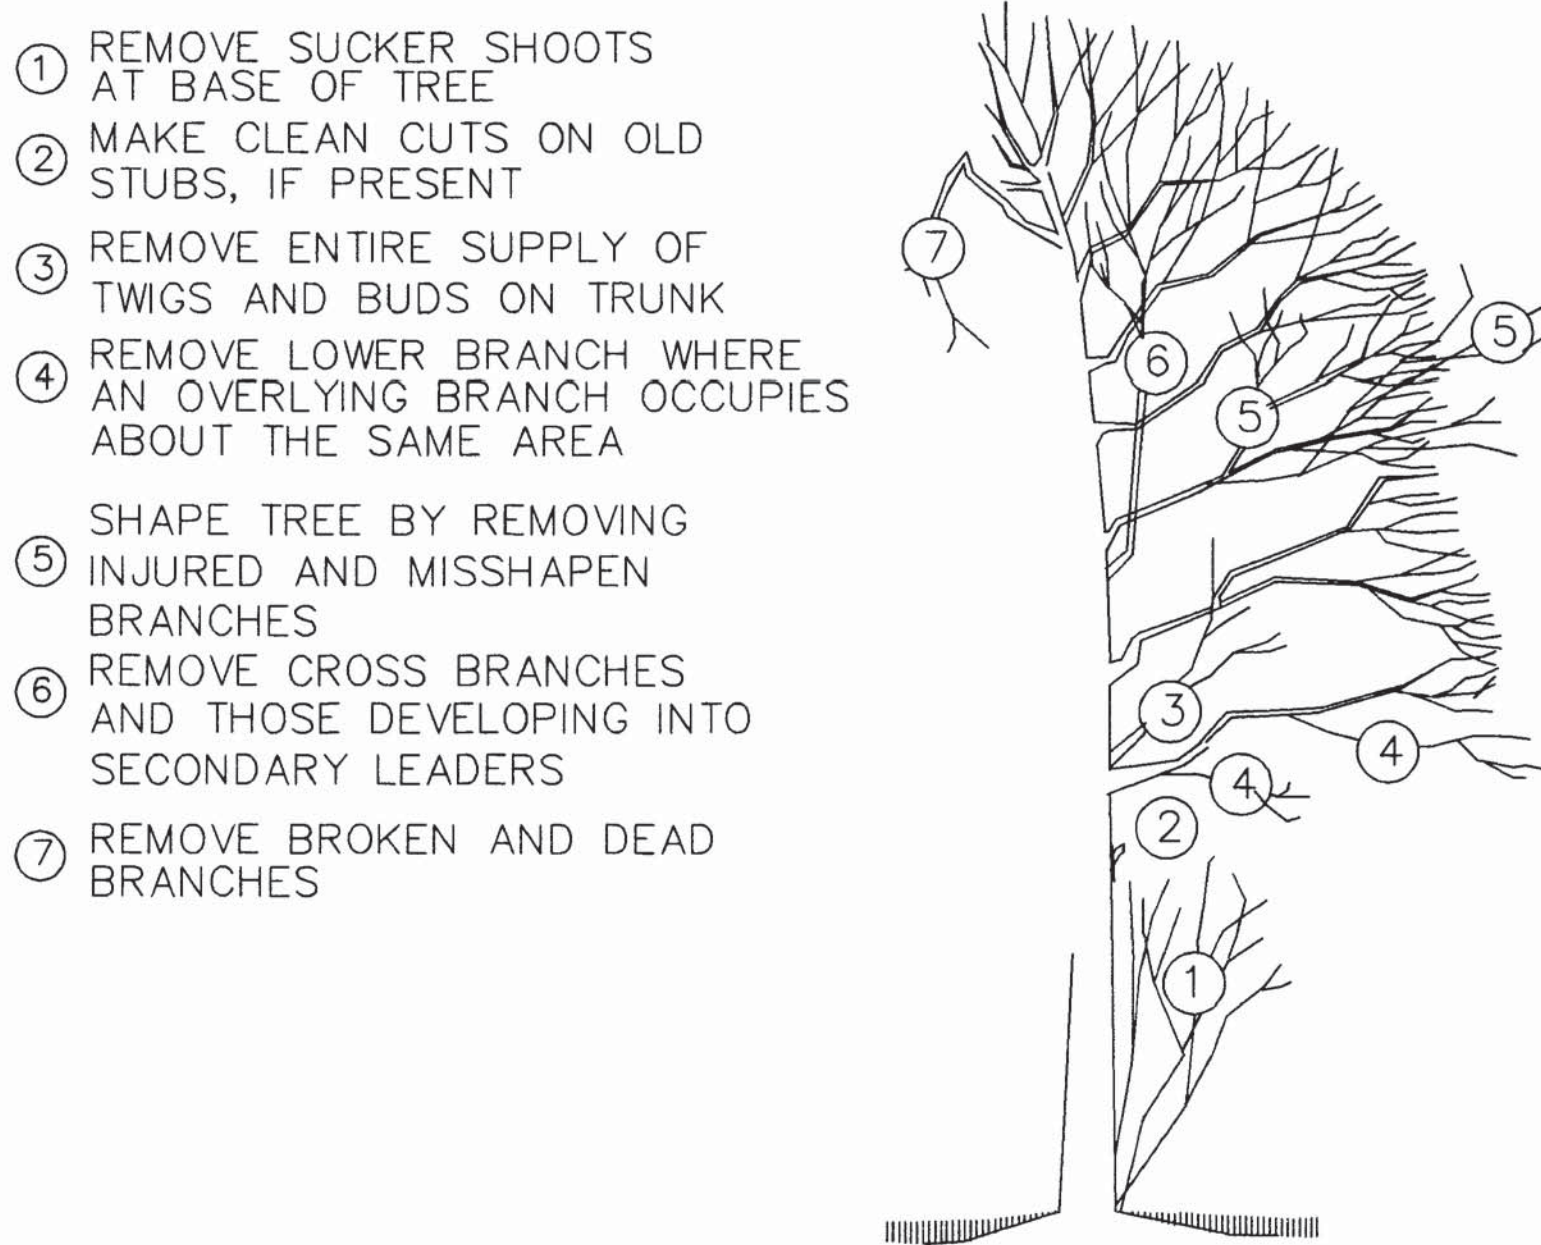 1 REMOVE SUCKER SHOOTS
AT BASE OF TREE
2 MAKE CLEAN CUTS ON OLD
STUBS, IF PRESENT
3 REMOVE ENTIRE SUPPLY OF
TWIGS AND BUDS ON TRUNK
4 REMOVE LOWER BRANCH WHERE
AN OVERLYING BRANCH OCCUPIES
ABOUT THE SAME AREA
5 SHAPE TREE BY REMOVING
INJURED AND MISSHAPEN
BRANCHES
6 REMOVE CROSS BRANCHES
AND THOSE DEVELOPING INTO
SECONDARY LEADERS
7 REMOVE BROKEN AND DEAD
BRANCHES
7
5
6
5
3
4
4
2
1